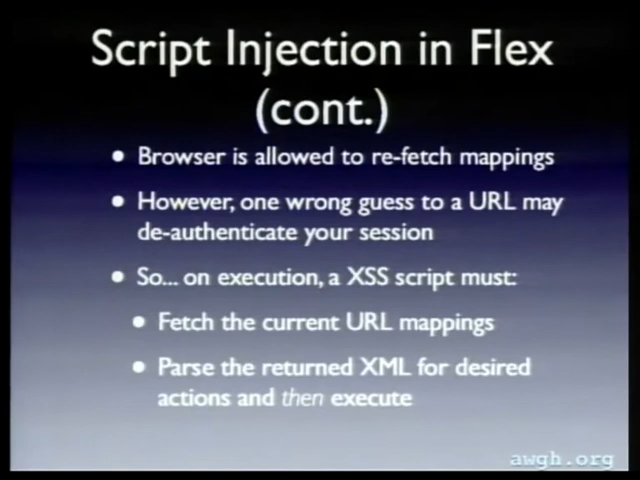 Script Injection in Flex
(cont.)
• Browser is allowed to re-fetch mappings
• However, one wrong guess to a URL may
de-authenticate your session
• So... on execution, a XSS script must:
• Fetch the current URL mappings
• Parse the returned XML for desired
actions and then execute
awgh.org